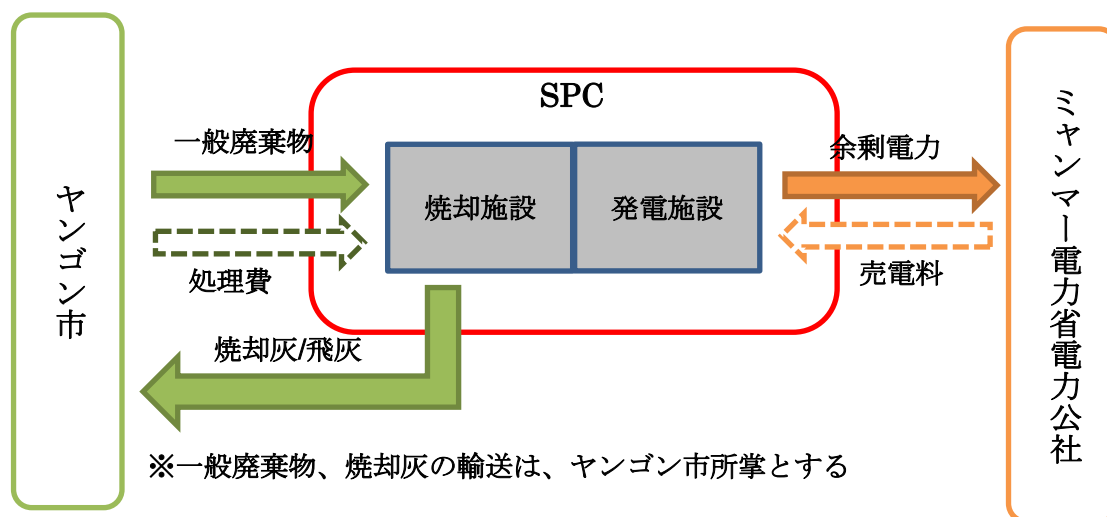 SPC
一般廃棄物
余剰電力
ヤンゴン市
焼却施設
発電施設
ミャンマー電力省電力公社
処理費
売電料
焼却灰/飛灰
※一般廃棄物、焼却灰の輸送は、ヤンゴン市所掌とする